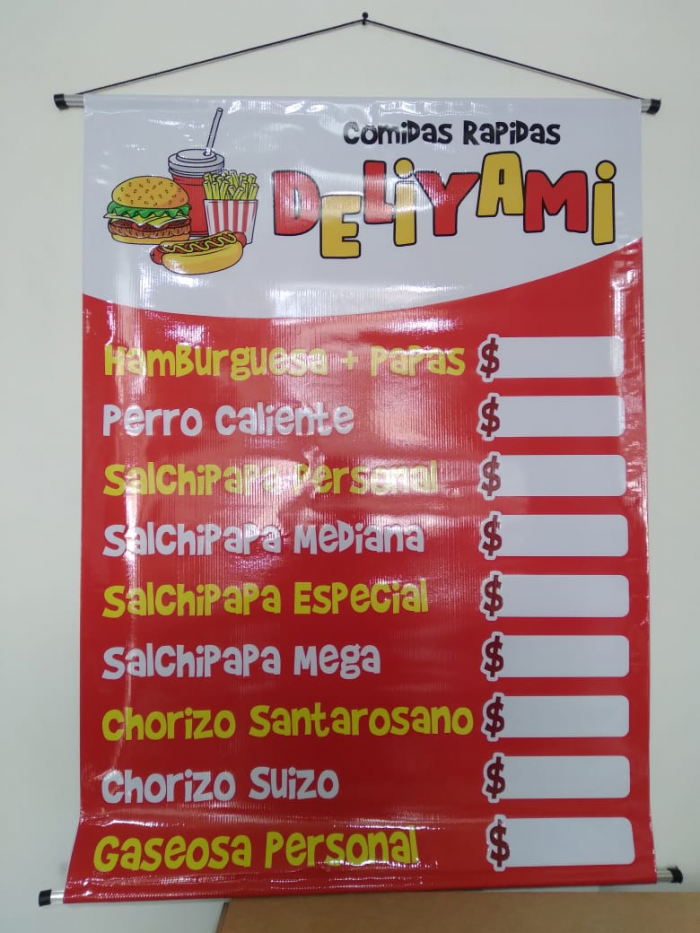 Comidas Rapidas
DELiYAMi
Hamburguesa + Papas $
Perro Caliente $
Salchipapa Personal $
Salchipapa Mediana $
Salchipapa Especial $
Salchipapa Mega $
Chorizo Santarosano $
Chorizo Suizo $
Gaseosa Personal $